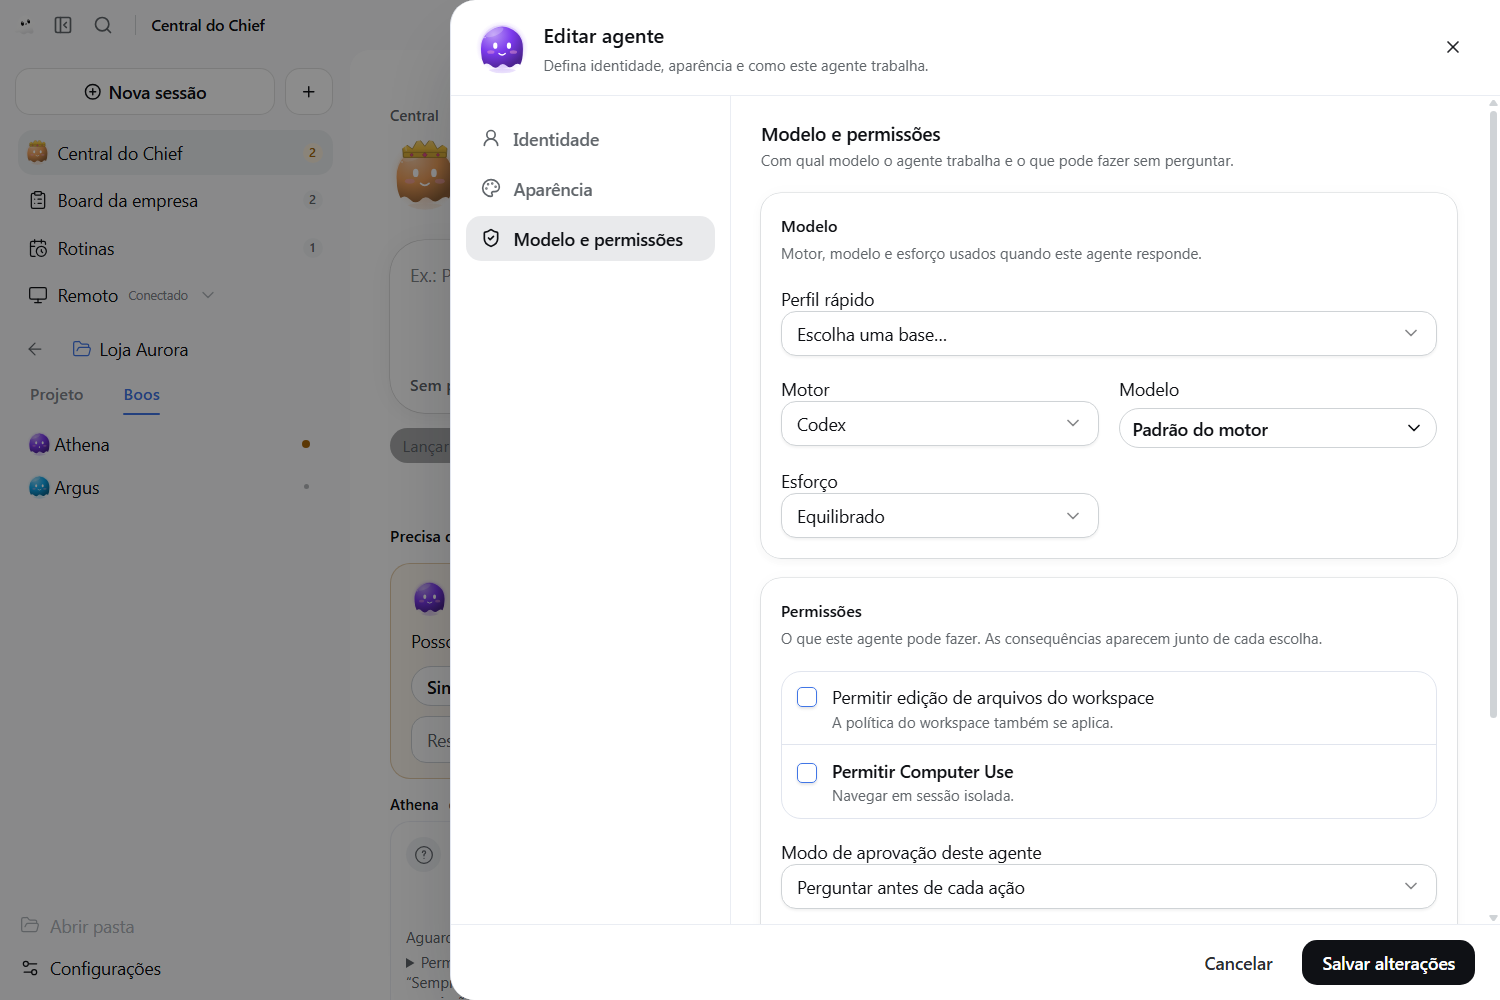 Central do Chief
Nova sessão
Central do Chief 2
Board da empresa 2
Rotinas 1
Remoto Conectado
Loja Aurora
Projeto Boos
Athena
Argus
Abrir pasta
Configurações
Central
Ex.:
Sem
Lançar
Precisa
Athena
Editar agente
Defina identidade, aparência e como este agente trabalha.
Identidade
Aparência
Modelo e permissões
Modelo e permissões
Com qual modelo o agente trabalha e o que pode fazer sem perguntar.
Modelo
Motor, modelo e esforço usados quando este agente responde.
Perfil rápido
Escolha uma base...
Motor Modelo
Codex Padrão do motor
Esforço
Equilibrado
Permissões
O que este agente pode fazer. As consequências aparecem junto de cada escolha.
Permitir edição de arquivos do workspace
A política do workspace também se aplica.
Permitir Computer Use
Navegar em sessão isolada.
Modo de aprovação deste agente
Perguntar antes de cada ação
Cancelar Salvar alterações